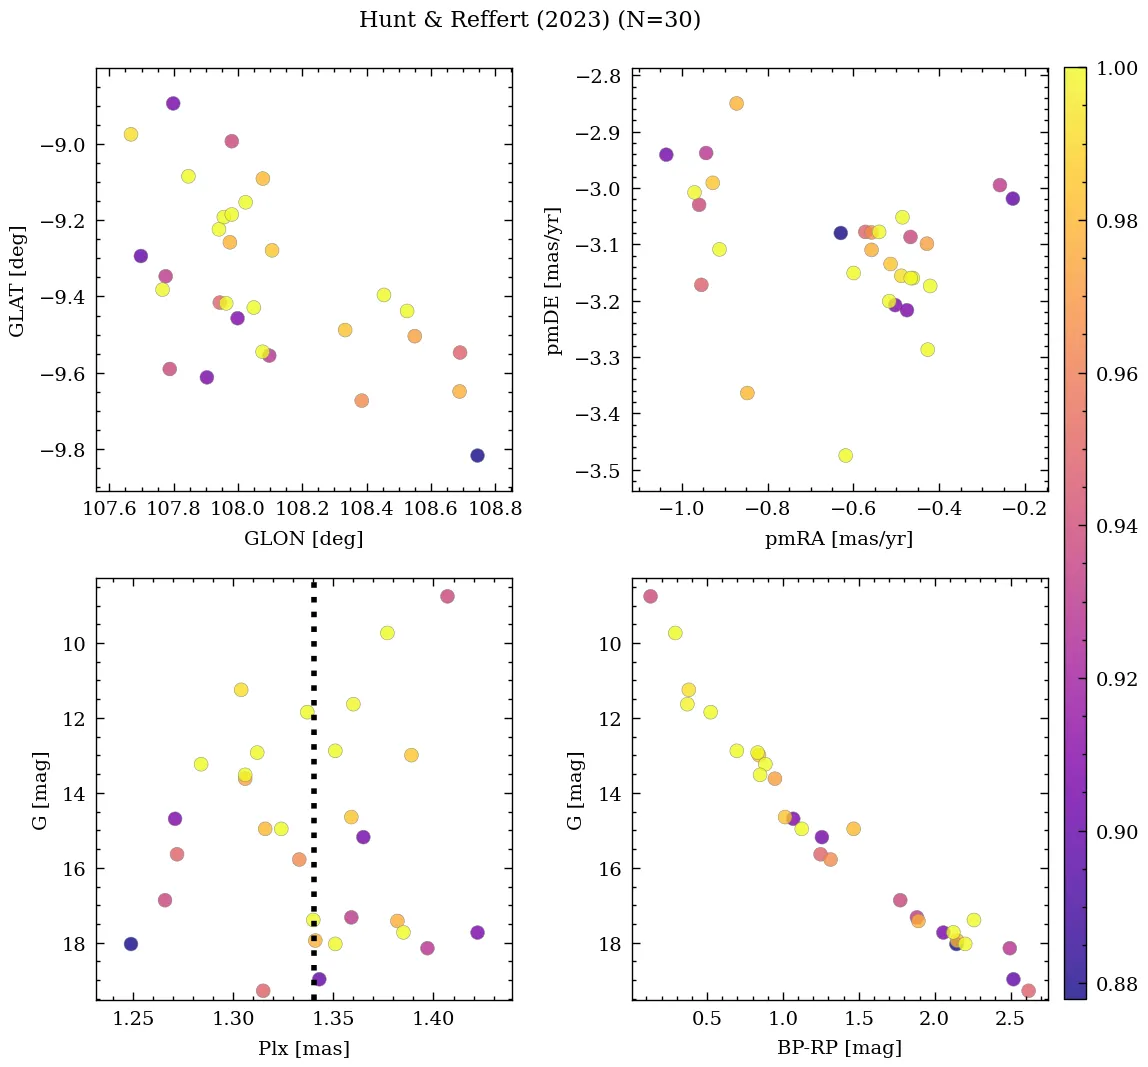 Hunt & Reffert (2023) (N=30)
GLAT [deg]
−9.0
−9.2
−9.4
−9.6
−9.8
107.6 107.8 108.0 108.2 108.4 108.6 108.8
GLON [deg]
pmDE [mas/yr]
−2.8
−2.9
−3.0
−3.1
−3.2
−3.3
−3.4
−3.5
−1.0 −0.8 −0.6 −0.4 −0.2
pmRA [mas/yr]
G [mag]
10
12
14
16
18
1.25 1.30 1.35 1.40
Plx [mas]
G [mag]
10
12
14
16
18
0.5 1.0 1.5 2.0 2.5
BP-RP [mag]
1.00
0.98
0.96
0.94
0.92
0.90
0.88